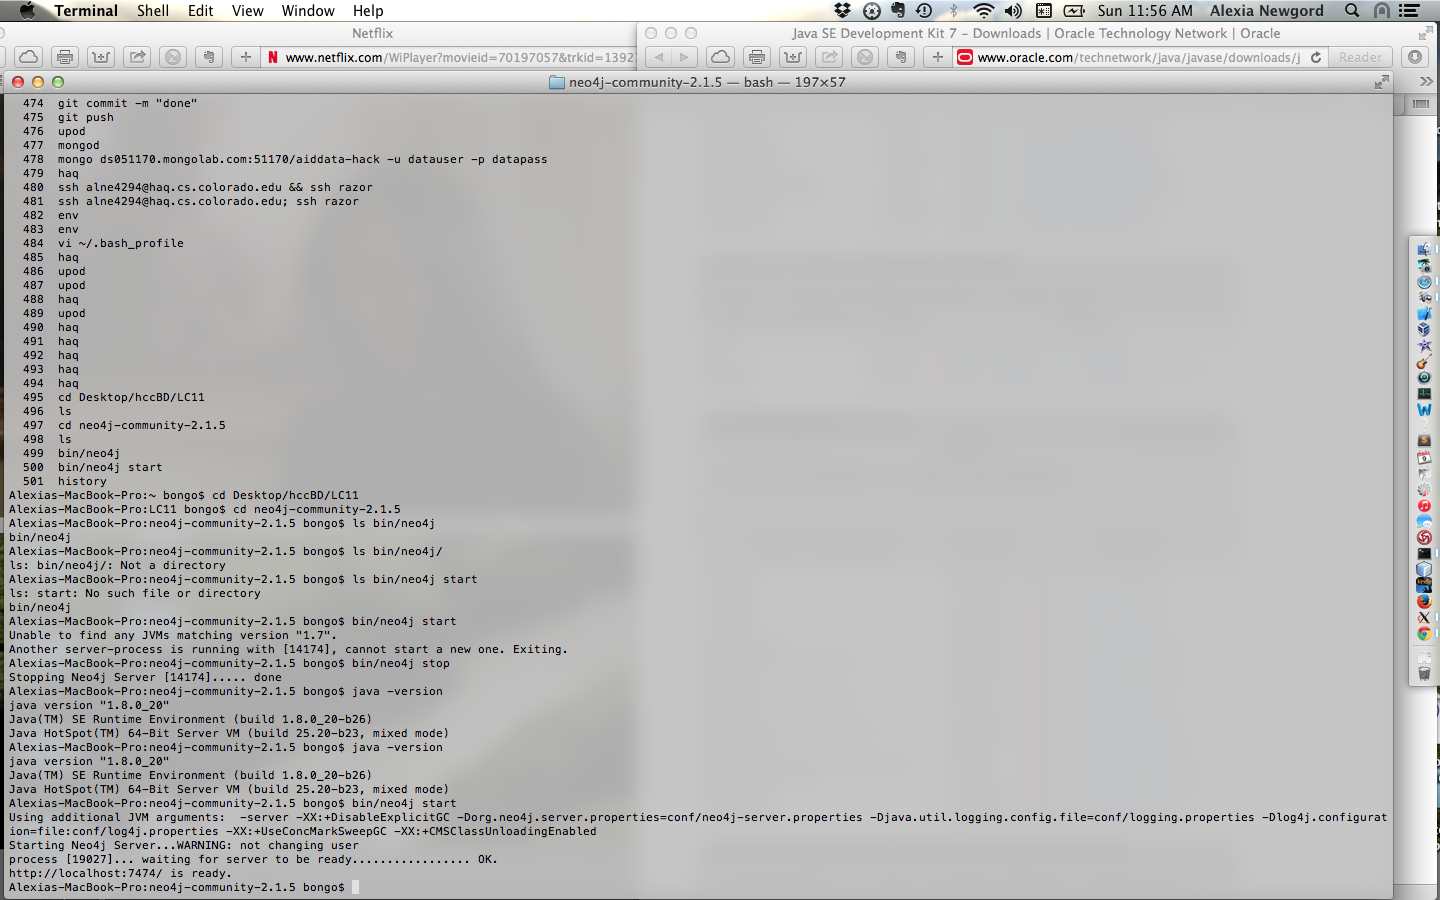 Terminal Shell Edit View Window Help Sun 11:56 AM Alexia Newgord
Netflix
Java SE Development Kit 7 - Downloads | Oracle Technology Network | Oracle
www.netflix.com/WiPlayer?movieid=70197057&trkid=1392
www.oracle.com/technetwork/java/javase/downloads/j
Reader
neo4j-community-2.1.5 — bash — 197×57
474 git commit -m "done"
475 git push
476 upod
477 mongod
478 mongo ds051170.mongolab.com:51170/aiddata-hack -u datauser -p datapass
479 haq
480 ssh alne4294@haq.cs.colorado.edu && ssh razor
481 ssh alne4294@haq.cs.colorado.edu; ssh razor
482 env
483 env
484 vi ~/.bash_profile
485 haq
486 upod
487 upod
488 haq
489 upod
490 haq
491 haq
492 haq
493 haq
494 haq
495 cd Desktop/hccBD/LC11
496 ls
497 cd neo4j-community-2.1.5
498 ls
499 bin/neo4j
500 bin/neo4j start
501 history
Alexias-MacBook-Pro:~ bongo$ cd Desktop/hccBD/LC11
Alexias-MacBook-Pro:LC11 bongo$ cd neo4j-community-2.1.5
Alexias-MacBook-Pro:neo4j-community-2.1.5 bongo$ ls bin/neo4j
bin/neo4j
Alexias-MacBook-Pro:neo4j-community-2.1.5 bongo$ ls bin/neo4j/
ls: bin/neo4j/: Not a directory
Alexias-MacBook-Pro:neo4j-community-2.1.5 bongo$ ls bin/neo4j start
ls: start: No such file or directory
bin/neo4j
Alexias-MacBook-Pro:neo4j-community-2.1.5 bongo$ bin/neo4j start
Unable to find any JVMs matching version "1.7".
Another server-process is running with [14174], cannot start a new one. Exiting.
Alexias-MacBook-Pro:neo4j-community-2.1.5 bongo$ bin/neo4j stop
Stopping Neo4j Server [14174]..... done
Alexias-MacBook-Pro:neo4j-community-2.1.5 bongo$ java -version
java version "1.8.0_20"
Java(TM) SE Runtime Environment (build 1.8.0_20-b26)
Java HotSpot(TM) 64-Bit Server VM (build 25.20-b23, mixed mode)
Alexias-MacBook-Pro:neo4j-community-2.1.5 bongo$ java -version
java version "1.8.0_20"
Java(TM) SE Runtime Environment (build 1.8.0_20-b26)
Java HotSpot(TM) 64-Bit Server VM (build 25.20-b23, mixed mode)
Alexias-MacBook-Pro:neo4j-community-2.1.5 bongo$ bin/neo4j start
Using additional JVM arguments:  -server -XX:+DisableExplicitGC -Dorg.neo4j.server.properties=conf/neo4j-server.properties -Djava.util.logging.config.file=conf/logging.properties -Dlog4j.configurat
ion=file:conf/log4j.properties -XX:+UseConcMarkSweepGC -XX:+CMSClassUnloadingEnabled
Starting Neo4j Server...WARNING: not changing user
process [19027]... waiting for server to be ready................. OK.
http://localhost:7474/ is ready.
Alexias-MacBook-Pro:neo4j-community-2.1.5 bongo$